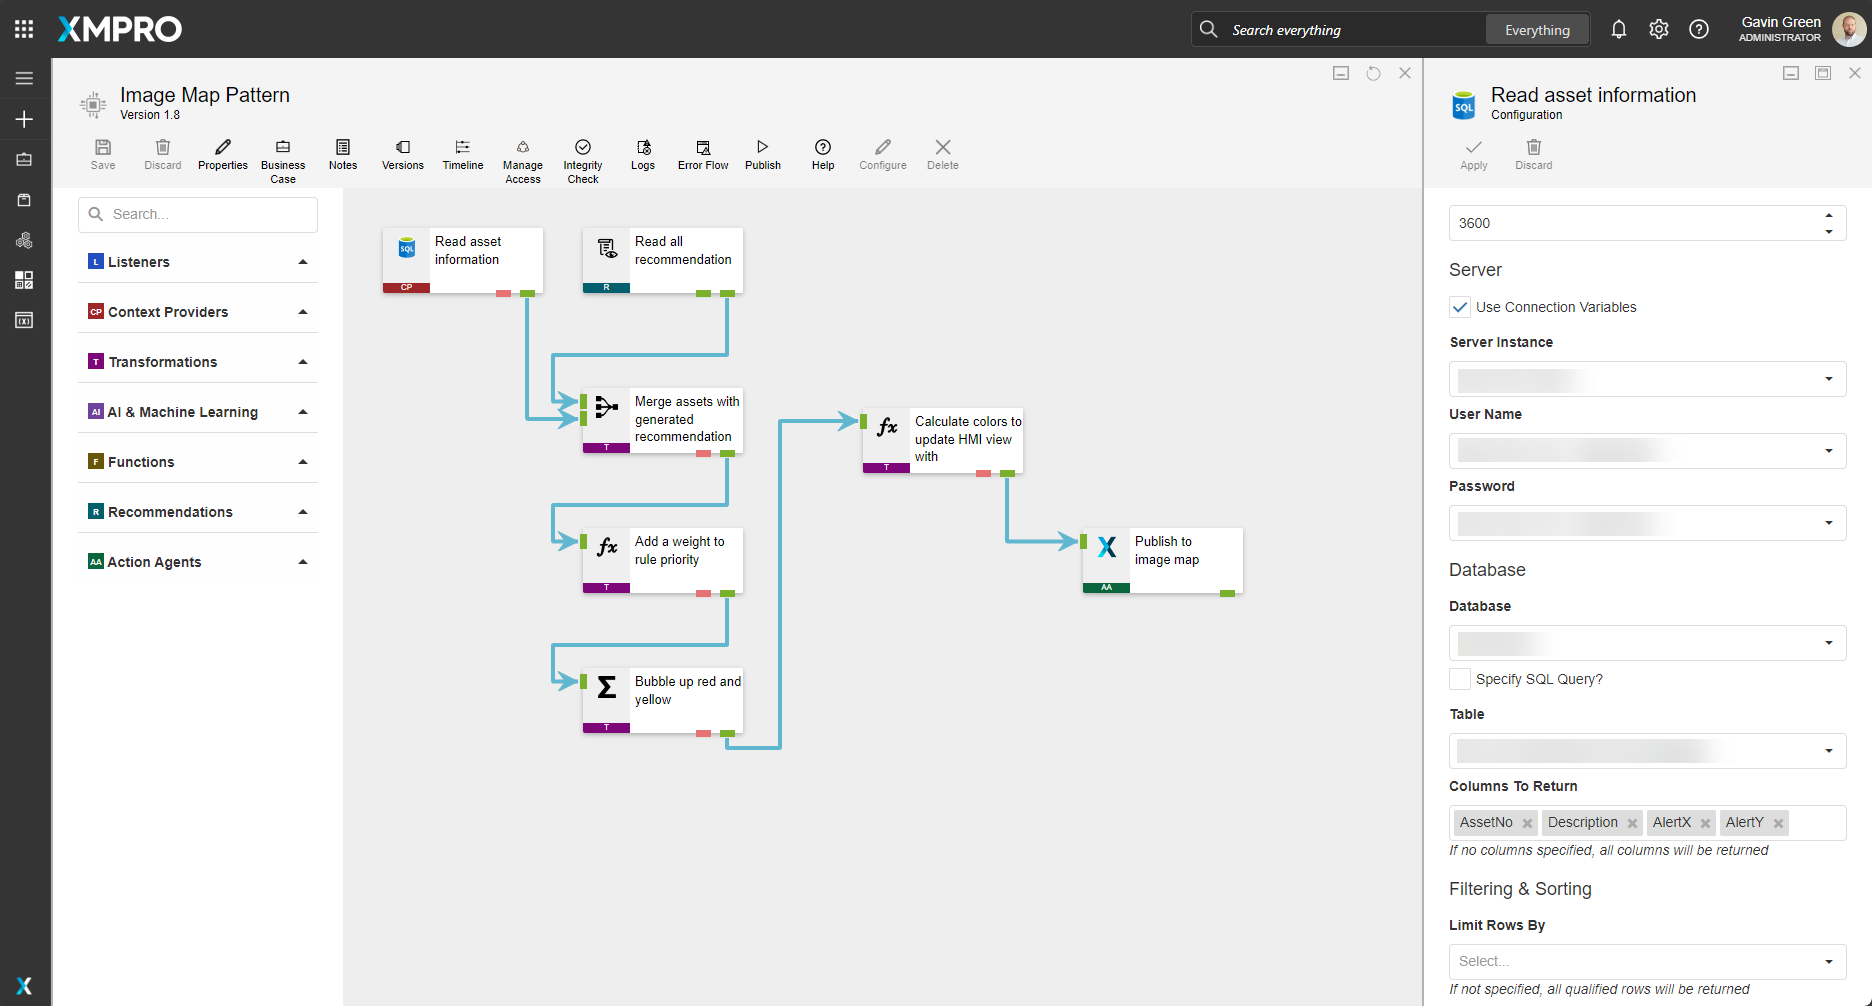 XMPRO
Search everything
Everything
Gavin Green
ADMINISTRATOR
Image Map Pattern
Version 1.8
Save
Discard
Properties
Business
Case
Notes
Versions
Timeline
Manage
Access
Integrity
Check
Logs
Error Flow
Publish
Help
Configure
Delete
Search...
L Listeners
CP Context Providers
T Transformations
AI AI & Machine Learning
F Functions
R Recommendations
AA Action Agents
SQL
Read asset
information
CP
Read all
recommendation
R
Merge assets with
generated
recommendation
T
fx
Add a weight to
rule priority
T
Σ
Bubble up red and
yellow
T
fx
Calculate colors to
update HMI view
with
T
Publish to
image map
AA
SQL
Read asset information
Configuration
Apply
Discard
3600
Server
Use Connection Variables
Server Instance
User Name
Password
Database
Database
Specify SQL Query?
Table
Columns To Return
AssetNo
Description
AlertX
AlertY
If no columns specified, all columns will be returned
Filtering & Sorting
Limit Rows By
Select...
If not specified, all qualified rows will be returned